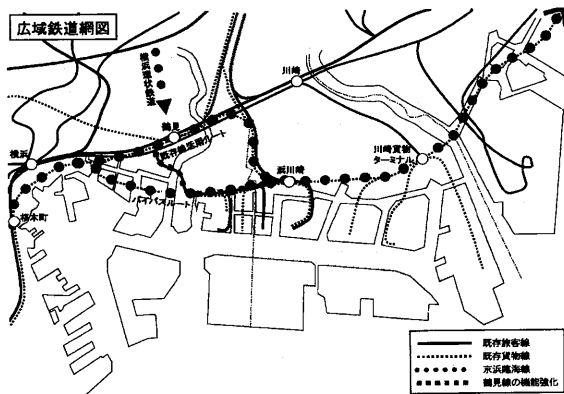 広域鉄道網図
横浜環状鉄道
川崎
鶴見
既存線活用ルート
横浜
川崎貨物
ターミナル
浜川崎
バイパスルート
桜木町
既存旅客線
既存貨物線
京浜臨海線
鶴見線の機能強化